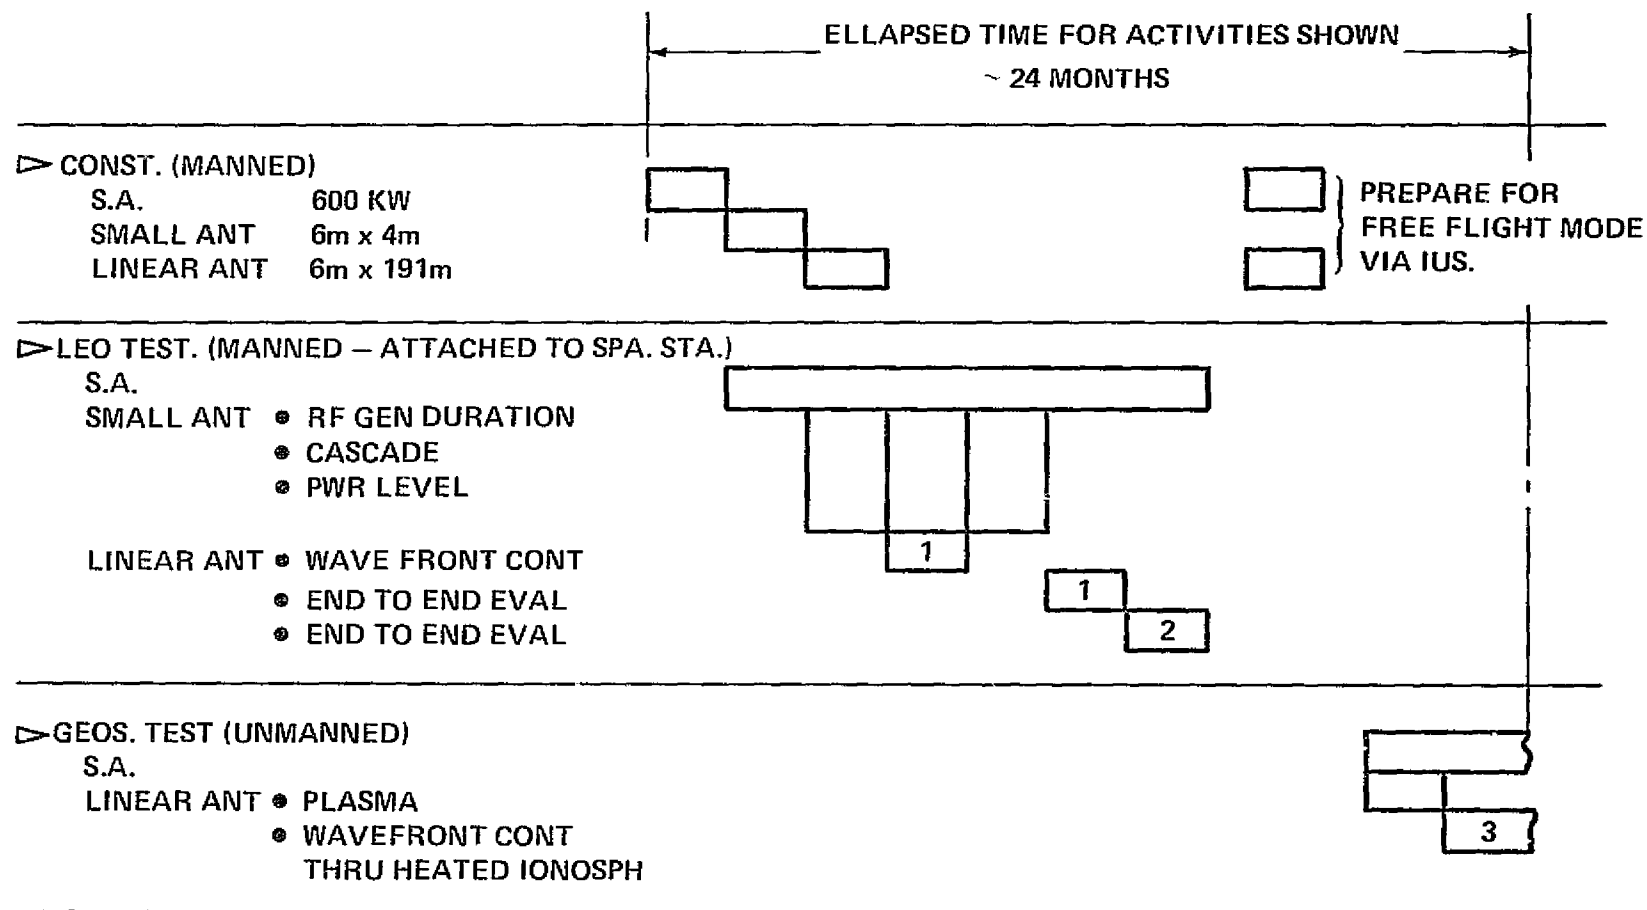 ELLAPSED TIME FOR ACTIVITIES SHOWN
~ 24 MONTHS
CONST. (MANNED)
S.A. 600 KW
SMALL ANT 6m x 4m
LINEAR ANT 6m x 191m
PREPARE FOR
FREE FLIGHT MODE
VIA IUS.
LEO TEST. (MANNED – ATTACHED TO SPA. STA.)
S.A.
SMALL ANT • RF GEN DURATION
• CASCADE
• PWR LEVEL
LINEAR ANT • WAVE FRONT CONT 1
• END TO END EVAL 1
• END TO END EVAL 2
GEOS. TEST (UNMANNED)
S.A.
LINEAR ANT • PLASMA
• WAVEFRONT CONT 3
THRU HEATED IONOSPH